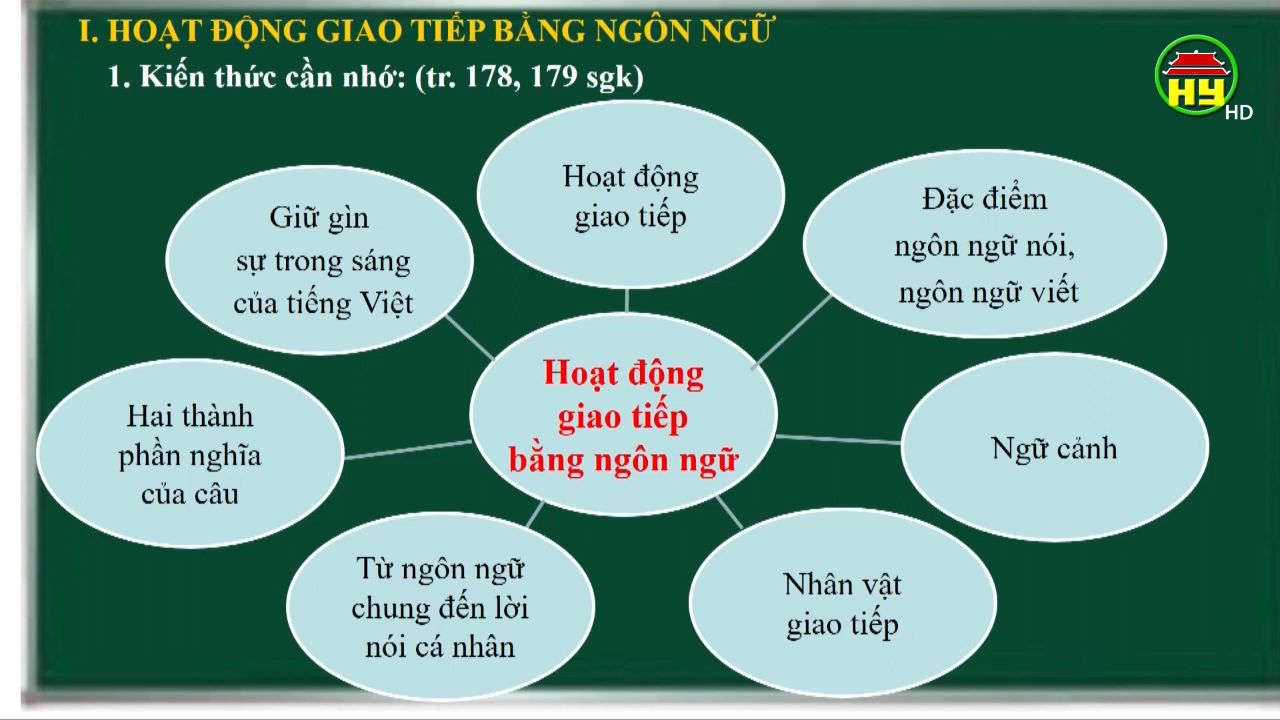 I. HOẠT ĐỘNG GIAO TIẾP BẰNG NGÔN NGỮ
1. Kiến thức cần nhớ: (tr. 178, 179 sgk)
HY
HD
Hoạt động
giao tiếp
Đặc điểm
ngôn ngữ nói,
ngôn ngữ viết
Giữ gìn
sự trong sáng
của tiếng Việt
Hoạt động
giao tiếp
bằng ngôn ngữ
Hai thành
phần nghĩa
của câu
Ngữ cảnh
Từ ngôn ngữ
chung đến lời
nói cá nhân
Nhân vật
giao tiếp